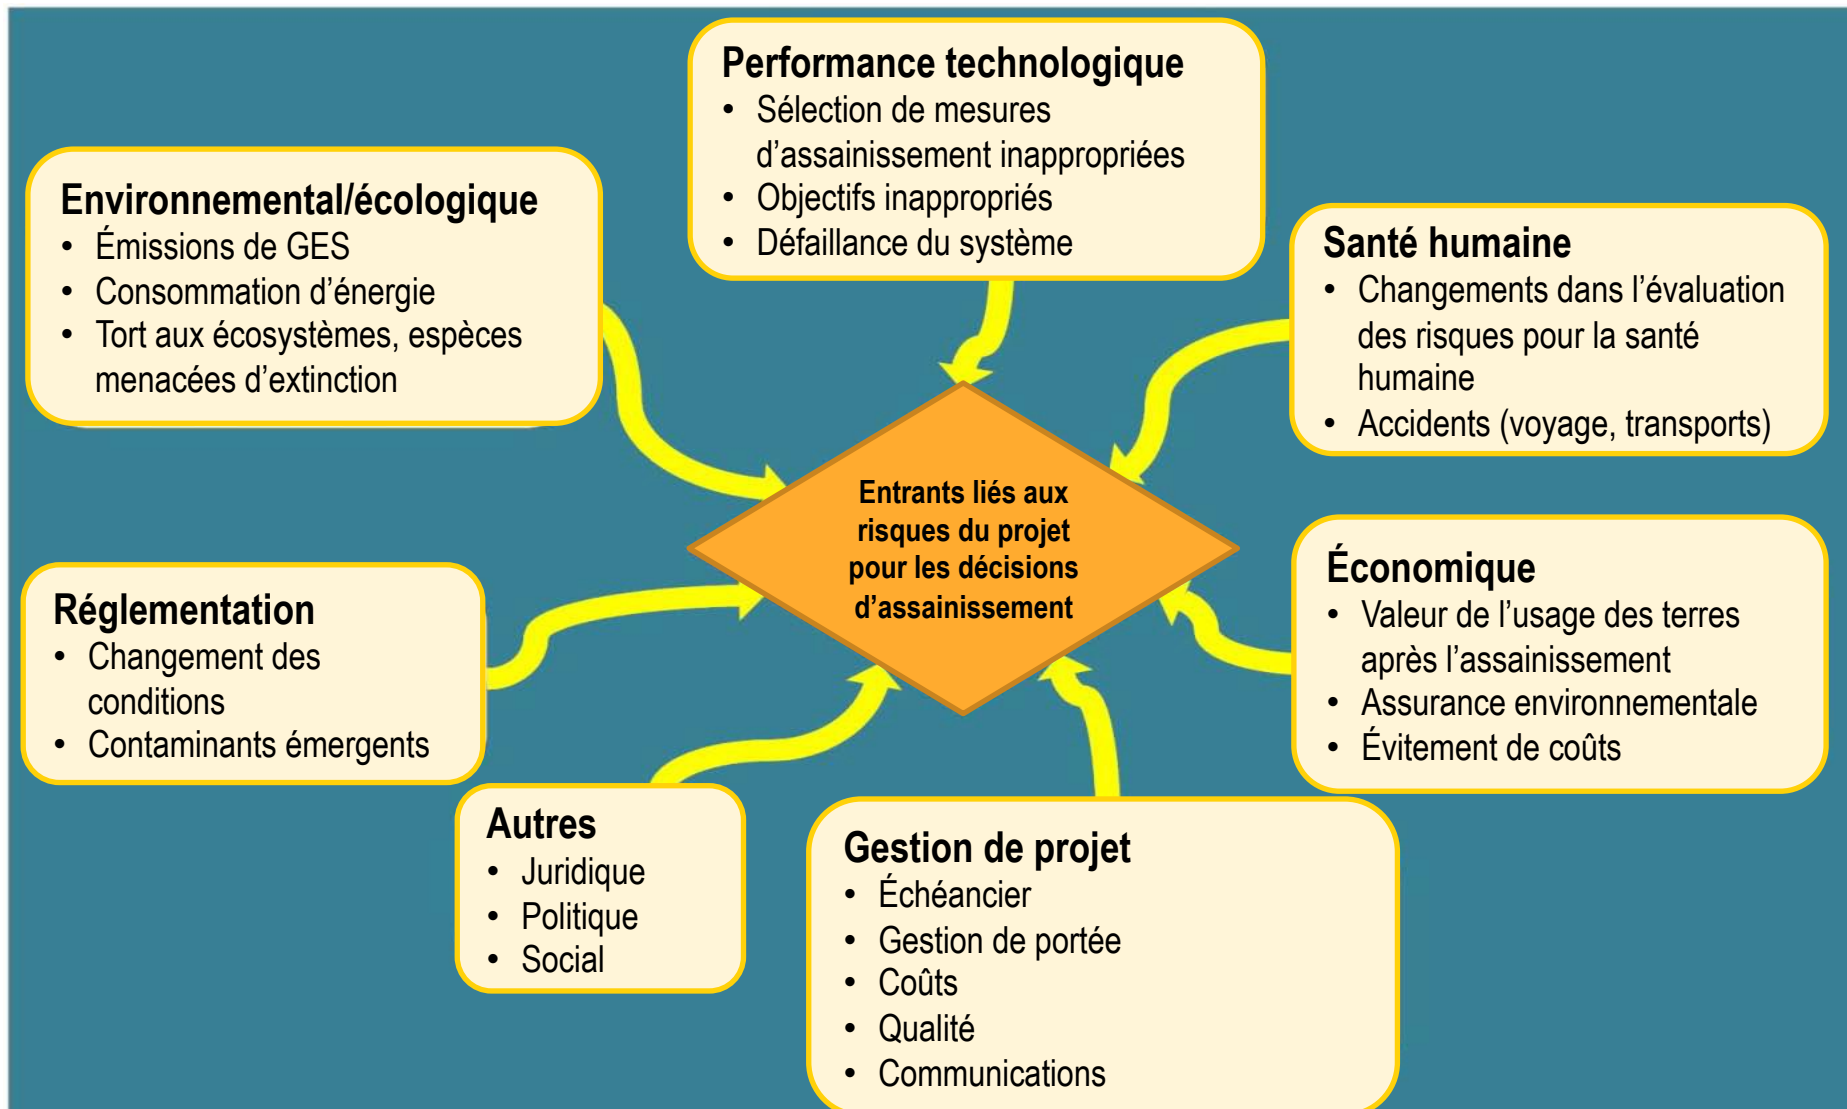 Performance technologique
• Sélection de mesures
d’assainissement inappropriées
• Objectifs inappropriés
• Défaillance du système
Environnemental/écologique
• Émissions de GES
• Consommation d’énergie
• Tort aux écosystèmes, espèces
menacées d’extinction
Santé humaine
• Changements dans l’évaluation
des risques pour la santé
humaine
• Accidents (voyage, transports)
Entrants liés aux
risques du projet
pour les décisions
d’assainissement
Réglementation
• Changement des
conditions
• Contaminants émergents
Économique
• Valeur de l’usage des terres
après l’assainissement
• Assurance environnementale
• Évitement de coûts
Autres
• Juridique
• Politique
• Social
Gestion de projet
• Échéancier
• Gestion de portée
• Coûts
• Qualité
• Communications